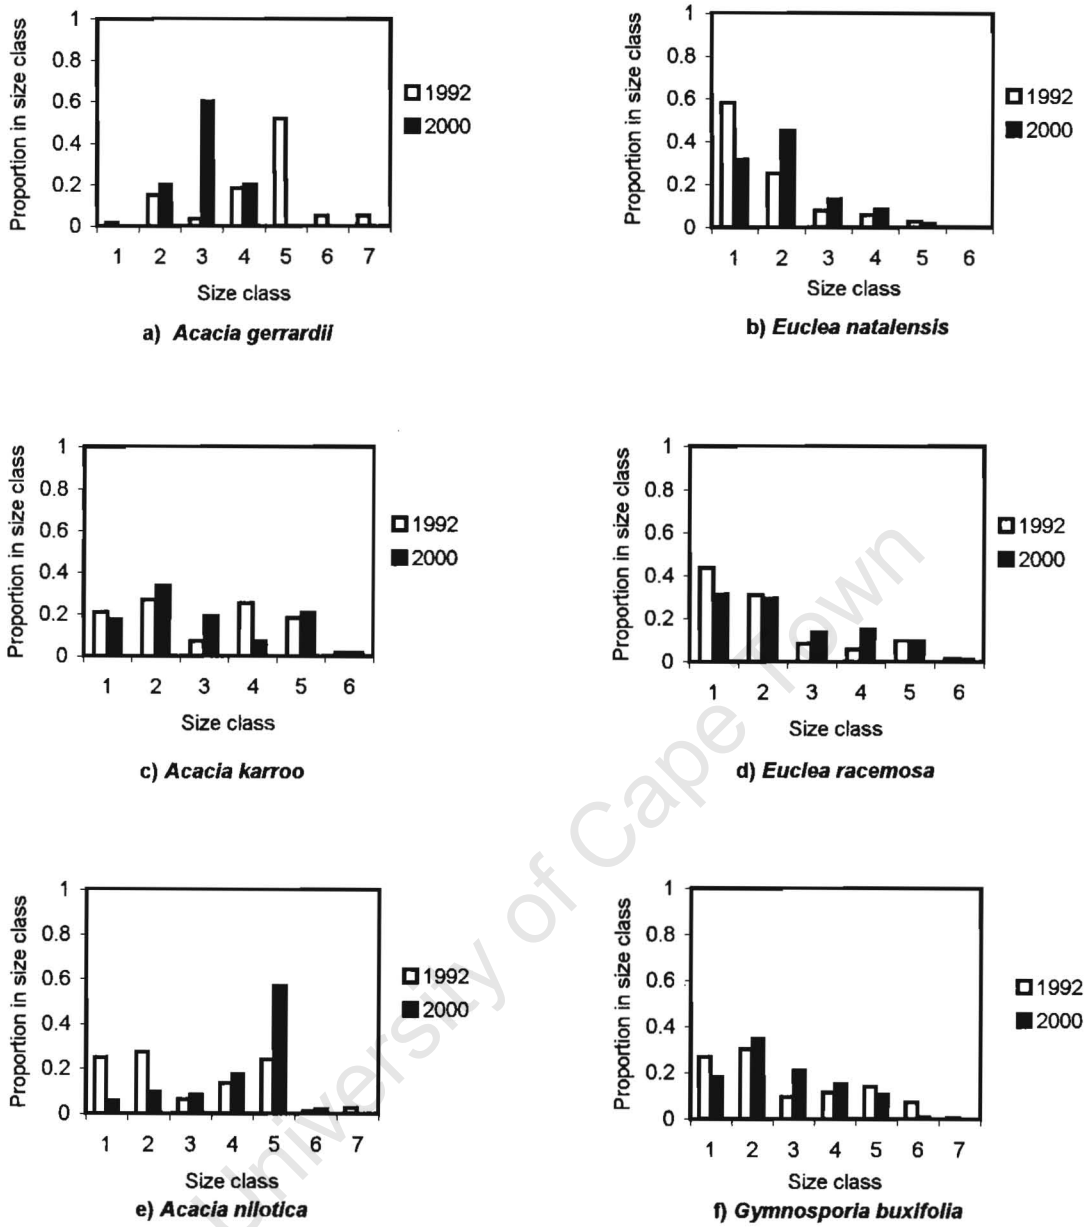 Proportion in size class
1
0.8
0.6
0.4
0.2
0
1 2 3 4 5 6 7
Size class
1992
2000
a) Acacia gerrardii
Proportion in size class
1
0.8
0.6
0.4
0.2
0
1 2 3 4 5 6
Size class
1992
2000
b) Euclea natalensis
Proportion in size class
1
0.8
0.6
0.4
0.2
0
1 2 3 4 5 6
Size class
1992
2000
c) Acacia karroo
Proportion in size class
1
0.8
0.6
0.4
0.2
0
1 2 3 4 5 6
Size class
1992
2000
d) Euclea racemosa
Proportion in size class
1
0.8
0.6
0.4
0.2
0
1 2 3 4 5 6 7
Size class
1992
2000
e) Acacia nilotica
Proportion in size class
1
0.8
0.6
0.4
0.2
0
1 2 3 4 5 6 7
Size class
1992
2000
f) Gymnosporia buxifolia
University of Cape Town